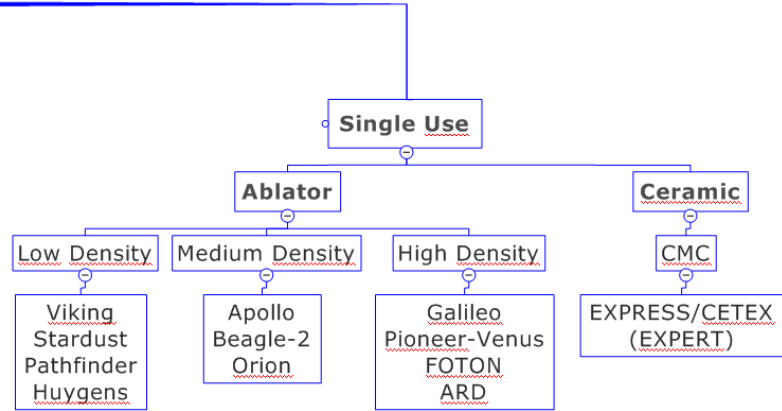 Single Use
Ablator
Ceramic
Low Density
Medium Density
High Density
CMC
Viking
Stardust
Pathfinder
Huygens
Apollo
Beagle-2
Orion
Galileo
Pioneer-Venus
FOTON
ARD
EXPRESS/CETEX
(EXPERT)